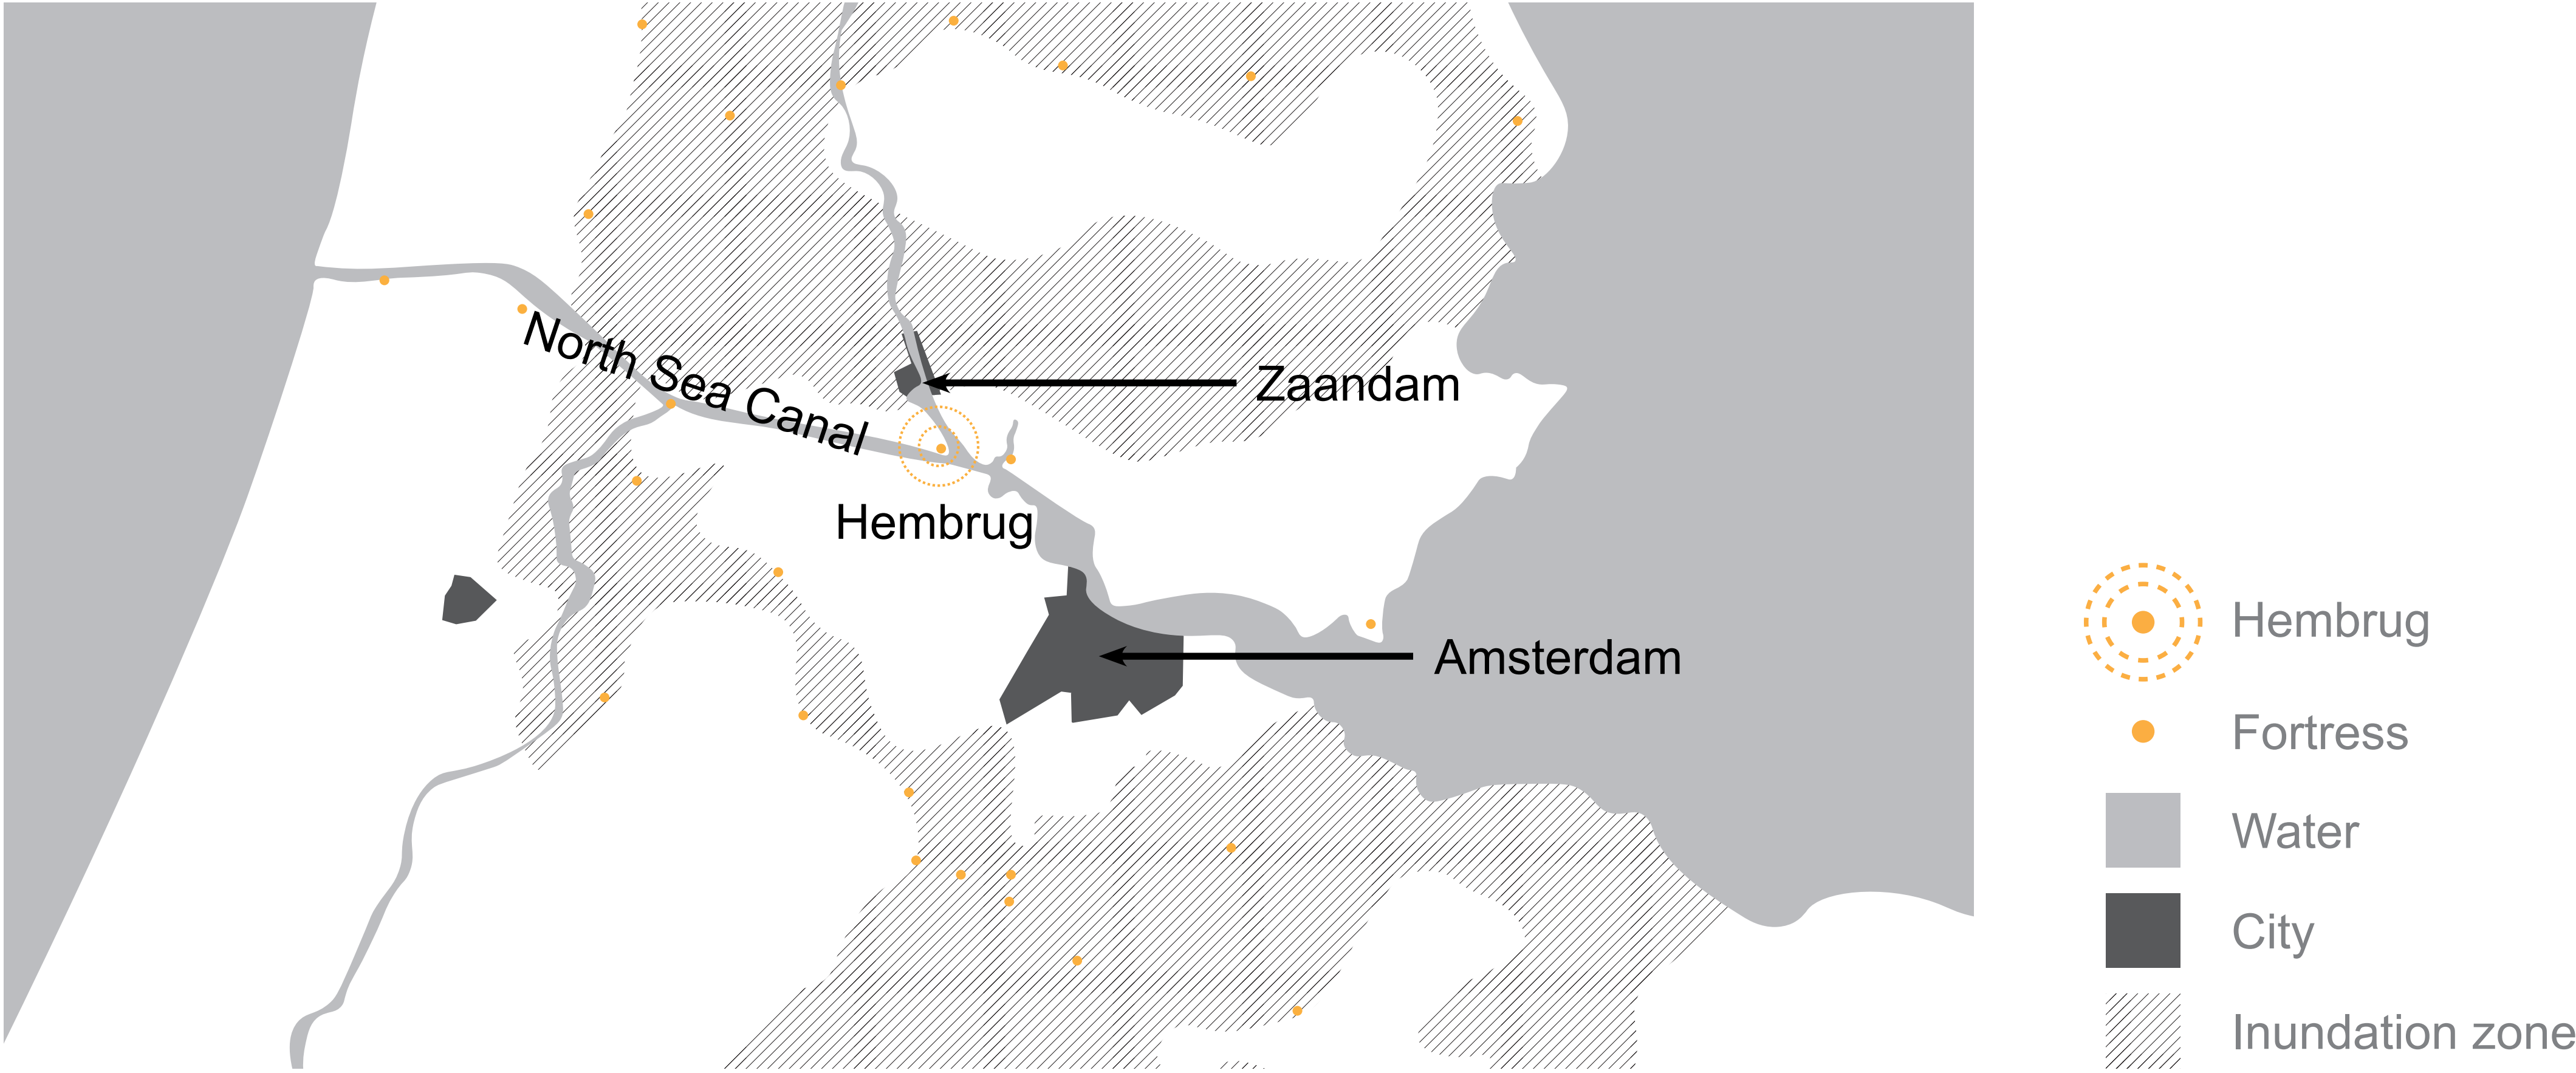 North Sea Canal
Zaandam
Hembrug
Amsterdam
Hembrug
Fortress
Water
City
Inundation zone